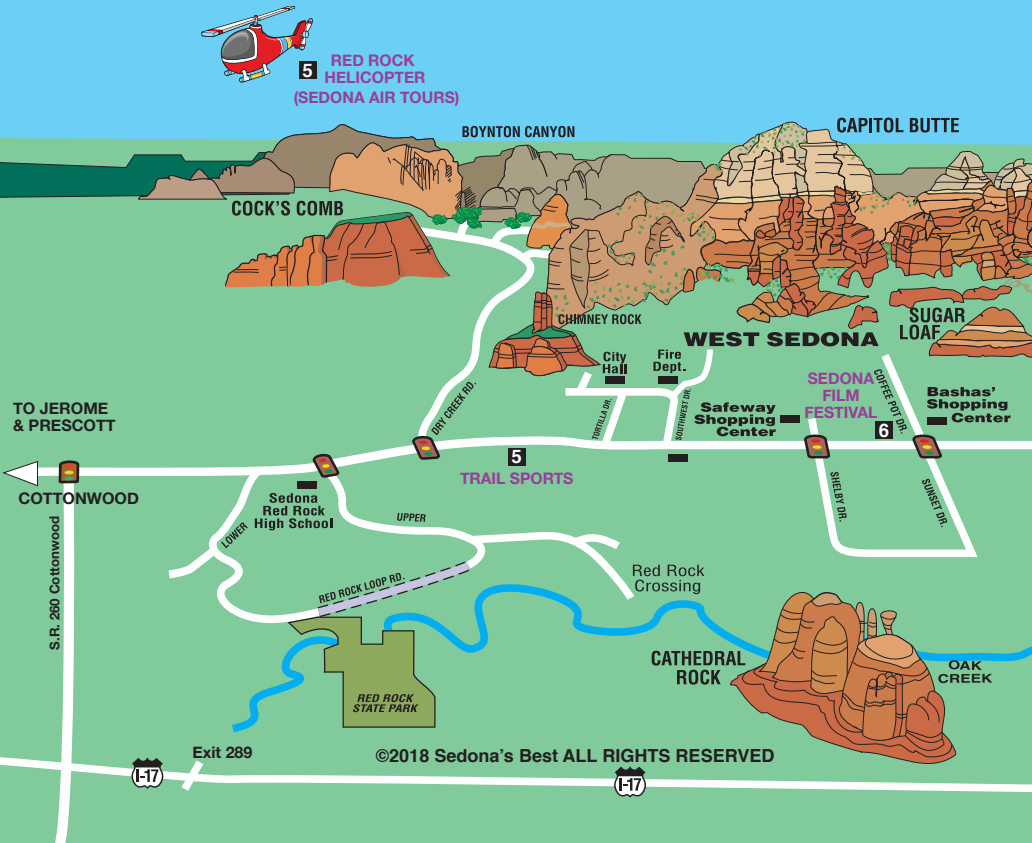 5
RED ROCK
HELICOPTER
(SEDONA AIR TOURS)
BOYNTON CANYON
CAPITOL BUTTE
COCK'S COMB
CHIMNEY ROCK
SUGAR
LOAF
WEST SEDONA
City
Hall
Fire
Dept.
SEDONA
FILM
FESTIVAL
6
COFFEE POT DR.
Bashas'
Shopping
Center
Safeway
Shopping
Center
DRY CREEK RD.
TORTILLA DR.
SOUTHWEST DR.
TO JEROME
& PRESCOTT
COTTONWOOD
5
TRAIL SPORTS
Sedona
Red Rock
High School
SHELBY DR.
SUNSET DR.
LOWER
UPPER
RED ROCK LOOP RD.
Red Rock
Crossing
S.R. 260 Cottonwood
CATHEDRAL
ROCK
OAK
CREEK
RED ROCK
STATE PARK
Exit 289
©2018 Sedona's Best ALL RIGHTS RESERVED
I-17
I-17